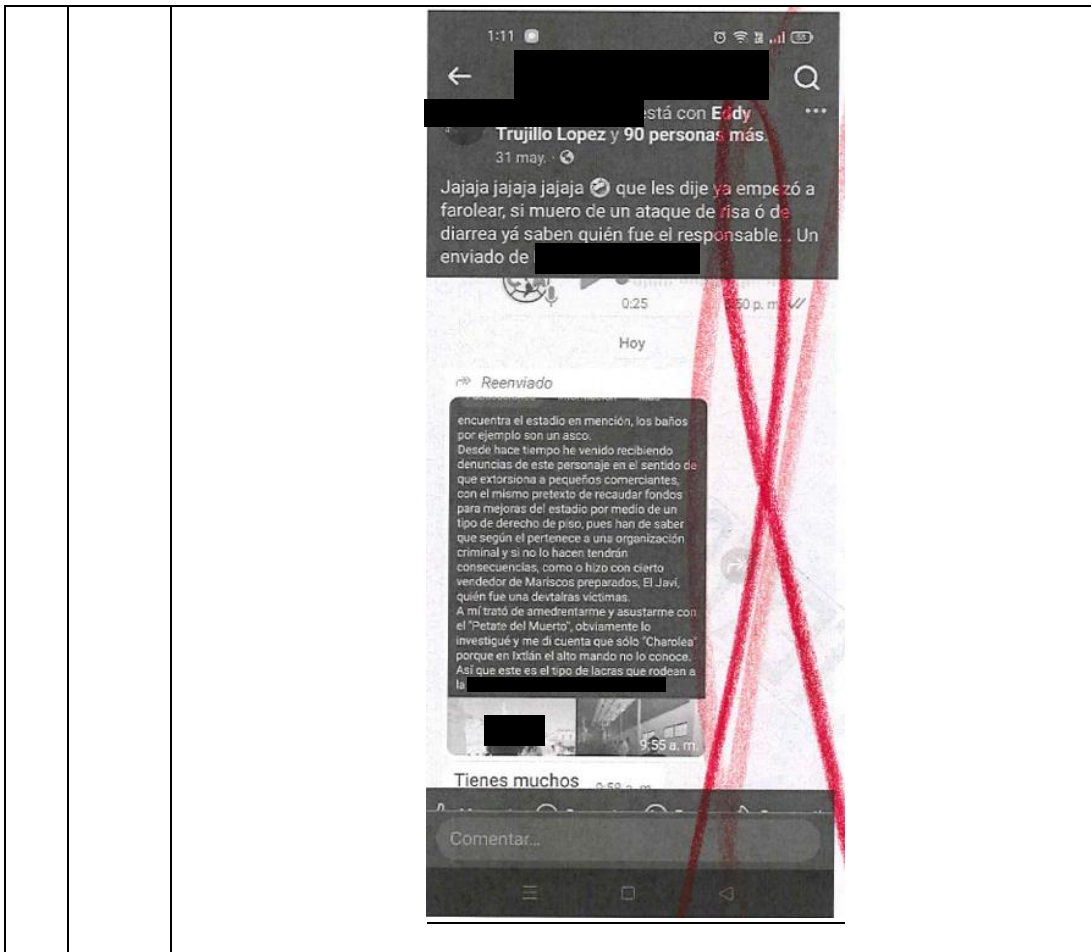 1:11
está con Eddy
Trujillo Lopez y 90 personas más.
31 may.
Jajaja jajaja jajaja que les dije ya empezó a
farolear, si muero de un ataque de risa ó de
diarrea yá saben quién fue el responsable... Un
enviado de
0:25
p. m.
Hoy
Reenviado
encuentra el estadio en mención, los baños
por ejemplo son un asco.
Desde hace tiempo he venido recibiendo
denuncias de este personaje en el sentido de
que extorsiona a pequeños comerciantes,
con el mismo pretexto de recaudar fondos
para mejoras del estadio por medio de un
tipo de derecho de piso, pues han de saber
que según el pertenece a una organización
criminal y si no lo hacen tendrán
consecuencias, como o hizo con cierto
vendedor de Mariscos preparados, El Javi,
quién fue una devtalras víctimas.
A mí trató de amedrentarme y asustarme con
el "Petate del Muerto", obviamente lo
investigué y me di cuenta que sólo "Charolea"
porque en Ixtlán el alto mando no lo conoce.
Así que este es el tipo de lacras que rodean a
la
9:55 a. m.
Tienes muchos
Comentar...